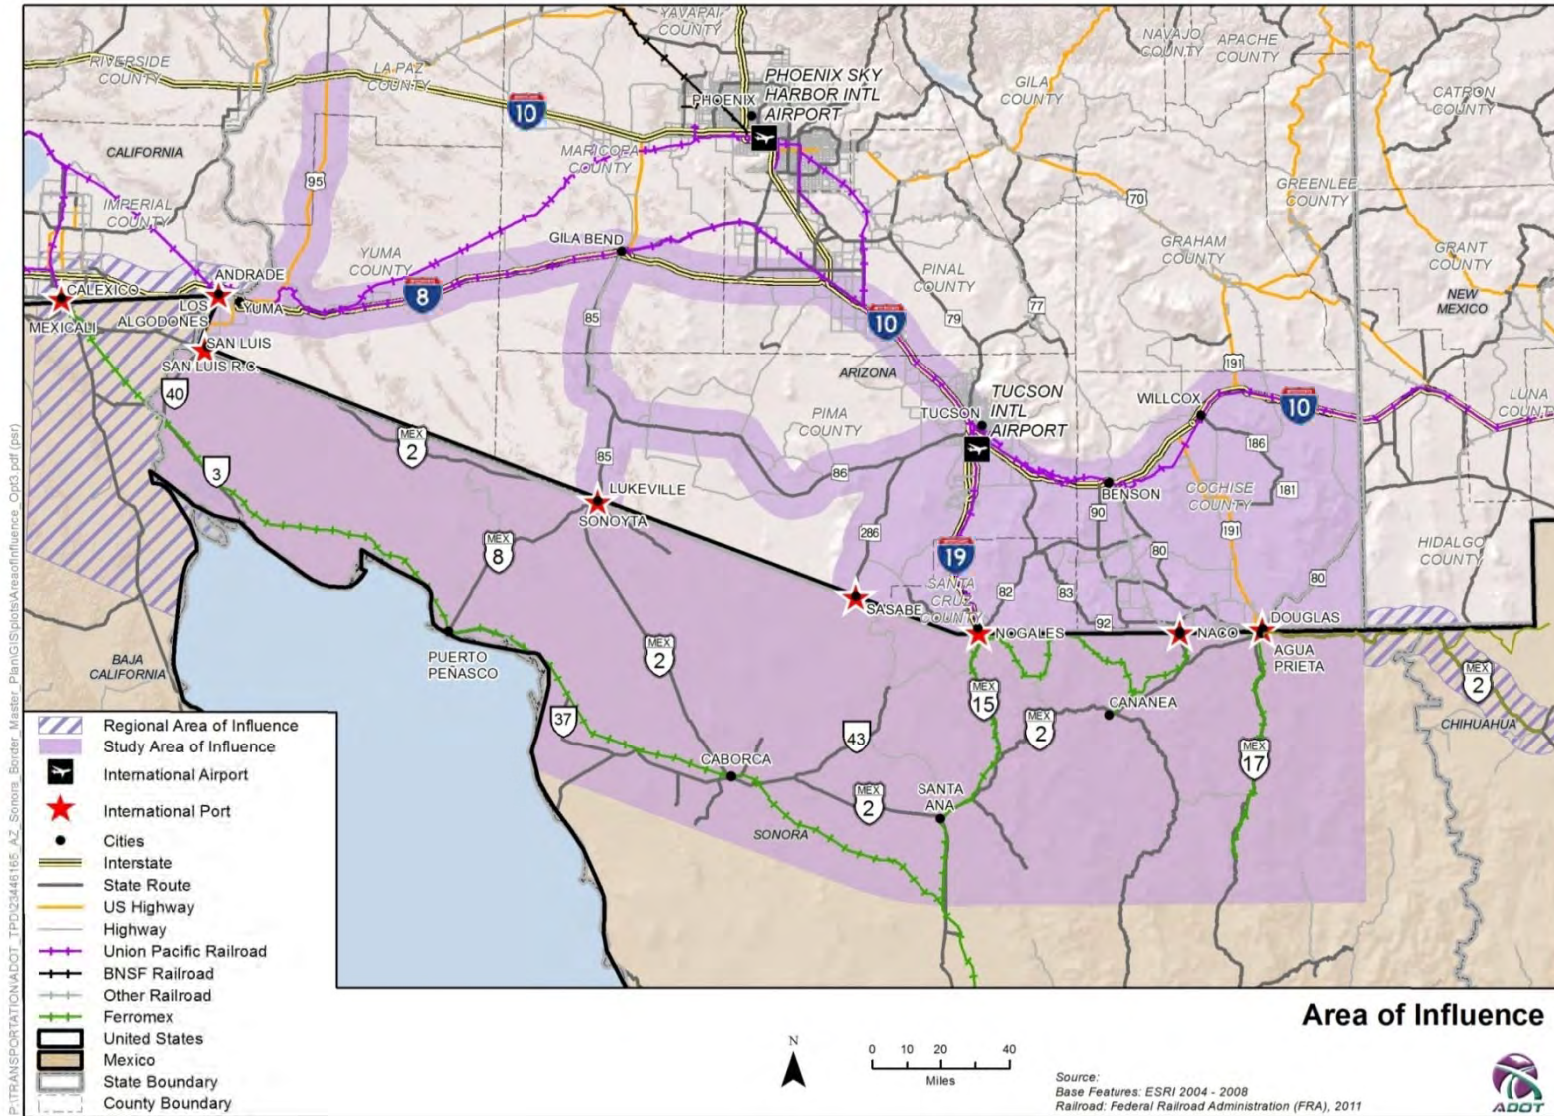 YAVAPAI
COUNTY
NAVAJO
COUNTY
APACHE
COUNTY
RIVERSIDE
COUNTY
LA PAZ
COUNTY
PHOENIX SKY
HARBOR INTL
AIRPORT
PHOENIX
GILA
COUNTY
CATRON
COUNTY
10
CALIFORNIA
MARICOPA
COUNTY
95
IMPERIAL
COUNTY
70
GREENLEE
COUNTY
GILA BEND
YUMA
COUNTY
GRAHAM
COUNTY
GRANT
COUNTY
ANDRADE
CALEXICO
LOS
ALGODONES
YUMA
8
PINAL
COUNTY
NEW
MEXICO
MEXICALI
85
10
79
77
SAN LUIS
SAN LUIS R.C.
ARIZONA
191
40
TUCSON
INTL
AIRPORT
TUCSON
WILLCOX
10
LUNA
COUNTY
PIMA
COUNTY
MEX
2
186
3
85
86
BENSON
COCHISE
COUNTY
181
LUKEVILLE
SONOYTA
90
286
191
MEX
8
19
80
HIDALGO
COUNTY
SANTA
CRUZ
COUNTY
82
83
80
SASABE
92
NOGALES
NACO
DOUGLAS
AGUA
PRIETA
BAJA
CALIFORNIA
PUERTO
PEÑASCO
MEX
2
MEX
15
CANANEA
MEX
2
MEX
2
CHIHUAHUA
37
43
MEX
17
CABORCA
SANTA
ANA
MEX
2
SONORA
Regional Area of Influence
Study Area of Influence
International Airport
International Port
Cities
Interstate
State Route
US Highway
Highway
Union Pacific Railroad
BNSF Railroad
Other Railroad
Ferromex
United States
Mexico
State Boundary
County Boundary
Area of Influence
N
0 10 20 40
Miles
Source:
Base Features: ESRI 2004 - 2008
Railroad: Federal Railroad Administration (FRA), 2011
ADOT